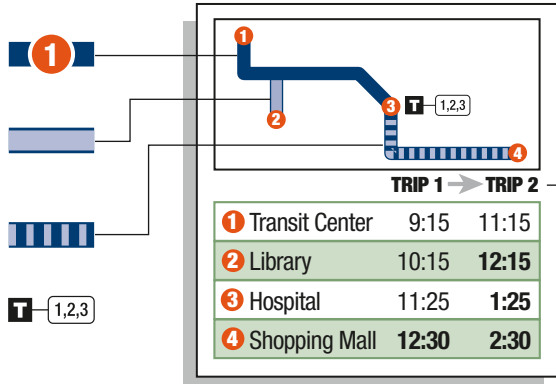 1
1
2
3 T 1,2,3
4
TRIP 1 TRIP 2
1 Transit Center 9:15 11:15
2 Library 10:15 12:15
3 Hospital 11:25 1:25
4 Shopping Mall 12:30 2:30
T 1,2,3